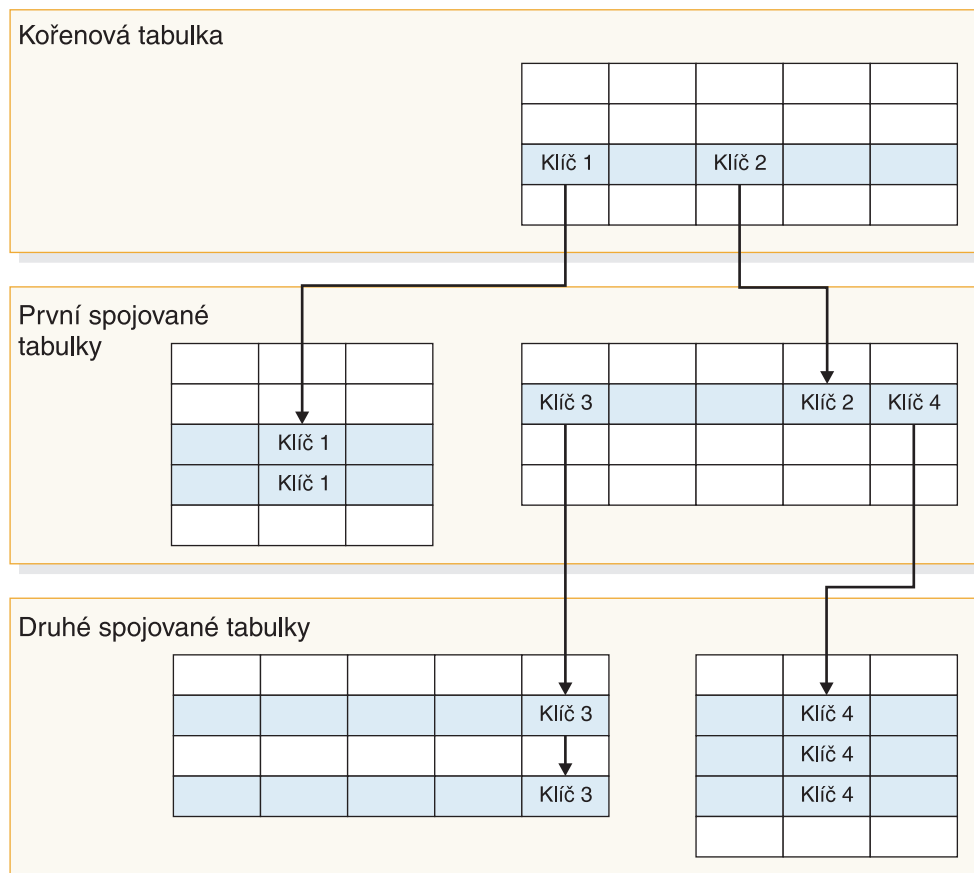 Kořenová tabulka
Klíč 1
Klíč 2
První spojované
tabulky
Klíč 3
Klíč 2
Klíč 4
Klíč 1
Klíč 1
Druhé spojované tabulky
Klíč 3
Klíč 3
Klíč 4
Klíč 4
Klíč 4